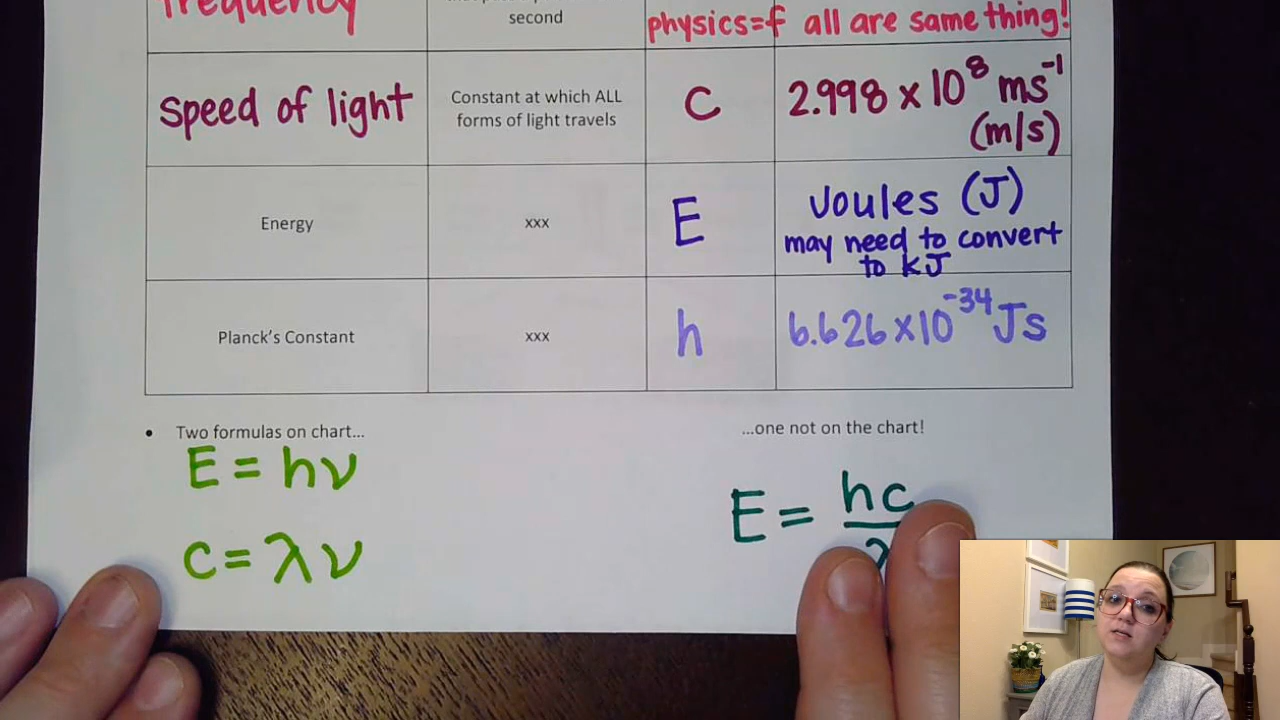 frequency
second
physics=f all are same thing!
speed of light
Constant at which ALL
forms of light travels
C
2.998 x 10⁸ ms⁻¹
(m/s)
Energy
xxx
E
Joules (J)
may need to convert
to kJ
Planck's Constant
xxx
h
6.626x10⁻³⁴ Js
• Two formulas on chart...
...one not on the chart!
E = hν
C = λν
E = hc/λ